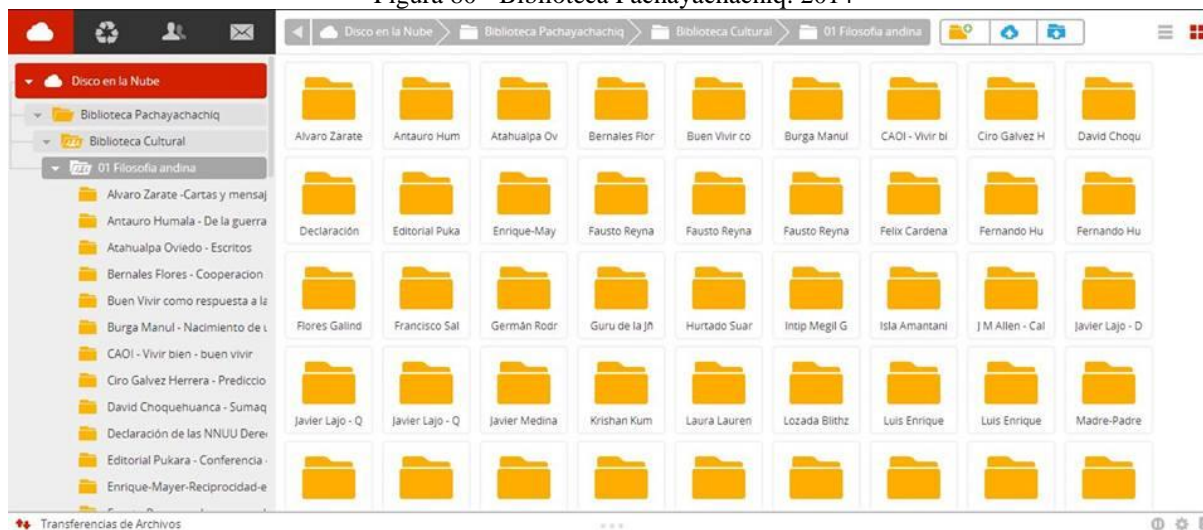 Figura 80 - Biblioteca Pachayachachiq. 2014
Disco en la Nube
Biblioteca Pachayachachiq
Biblioteca Cultural
01 Filosofia andina
Disco en la Nube
Biblioteca Pachayachachiq
Biblioteca Cultural
01 Filosofia andina
Alvaro Zarate -Cartas y mensaj
Antauro Humala - De la guerra
Atahualpa Oviedo - Escritos
Bernales Flores - Cooperacion
Buen Vivir como respuesta a la
Burga Manul - Nacimiento de
CAOI - Vivir bien - buen vivir
Ciro Galvez Herrera - Prediccio
David Choquehuanca - Sumaq
Declaración de las NNUU Dere
Editorial Pukara - Conferencia -
Enrique-Mayer-Reciprocidad-e
Alvaro Zarate
Antauro Hum
Atahualpa Ov
Bernales Flor
Buen Vivir co
Burga Manul
CAOI - Vivir bi
Ciro Galvez H
David Choqu
Declaración
Editorial Puka
Enrique-May
Fausto Reyna
Fausto Reyna
Fausto Reyna
Felix Cardena
Fernando Hu
Fernando Hu
Flores Galind
Francisco Sal
Germán Rodr
Guru de la Jñ
Hurtado Suar
Intip Megil G
Isla Amantani
J M Allen - Cal
Javier Lajo - D
Javier Lajo - Q
Javier Lajo - Q
Javier Medina
Krishan Kum
Laura Lauren
Lozada Blithz
Luis Enrique
Luis Enrique
Madre-Padre
Transferencias de Archivos